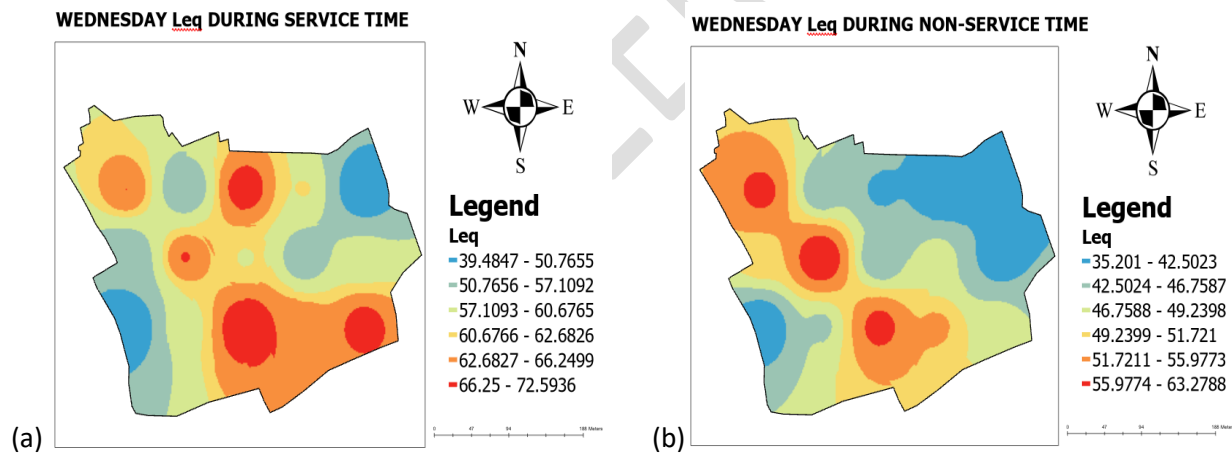 WEDNESDAY Leq DURING SERVICE TIME
N
W E
S
Legend
Leq
39.4847 - 50.7655
50.7656 - 57.1092
57.1093 - 60.6765
60.6766 - 62.6826
62.6827 - 66.2499
66.25 - 72.5936
0 47 94 188 Meters
(a)
WEDNESDAY Leq DURING NON-SERVICE TIME
N
W E
S
Legend
Leq
35.201 - 42.5023
42.5024 - 46.7587
46.7588 - 49.2398
49.2399 - 51.721
51.7211 - 55.9773
55.9774 - 63.2788
0 47 94 188 Meters
(b)